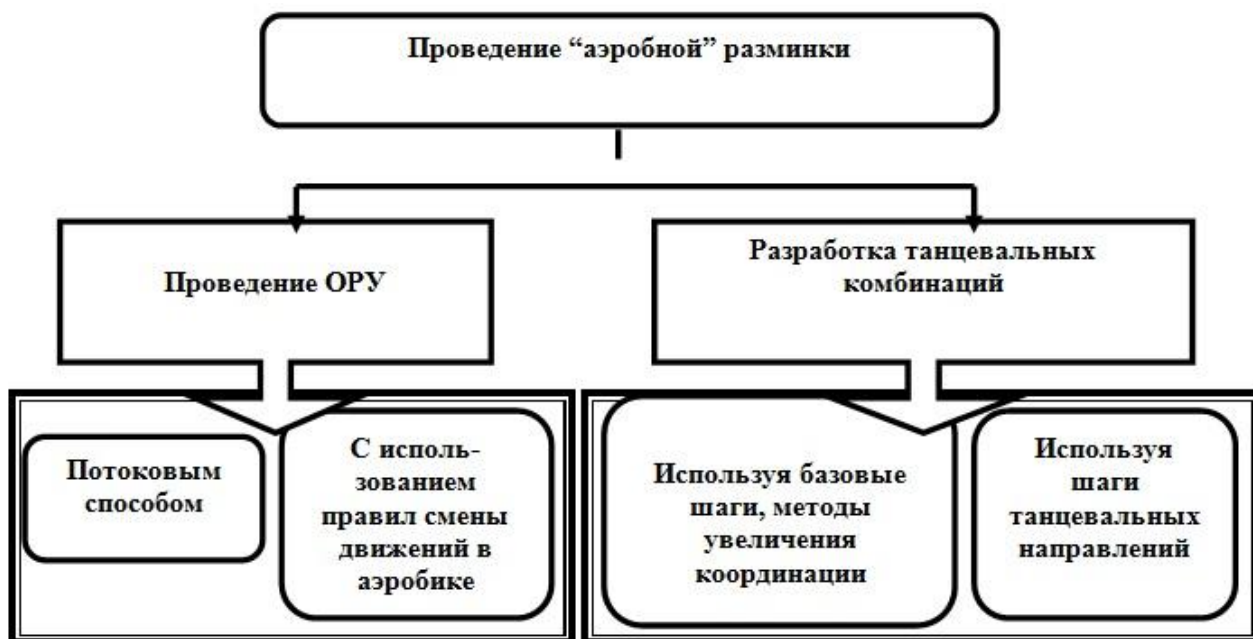 Проведение “аэробной” разминки
Проведение ОРУ
Разработка танцевальных
комбинаций
Потоковым
способом
С исполь-
зованием
правил смены
движений в
аэробике
Используя базовые
шаги, методы
увеличения
координации
Используя
шаги
танцевальных
направлений